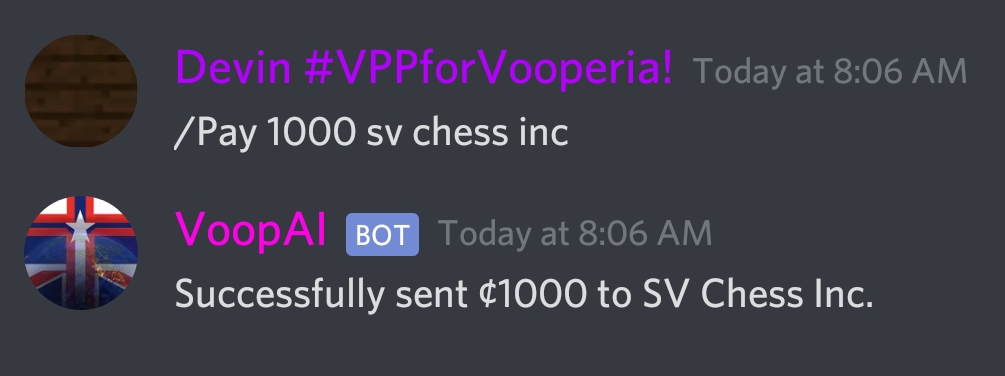 Devin #VPPforVooperia! Today at 8:06 AM
/Pay 1000 sv chess inc
VoopAI BOT Today at 8:06 AM
Successfully sent ¢1000 to SV Chess Inc.